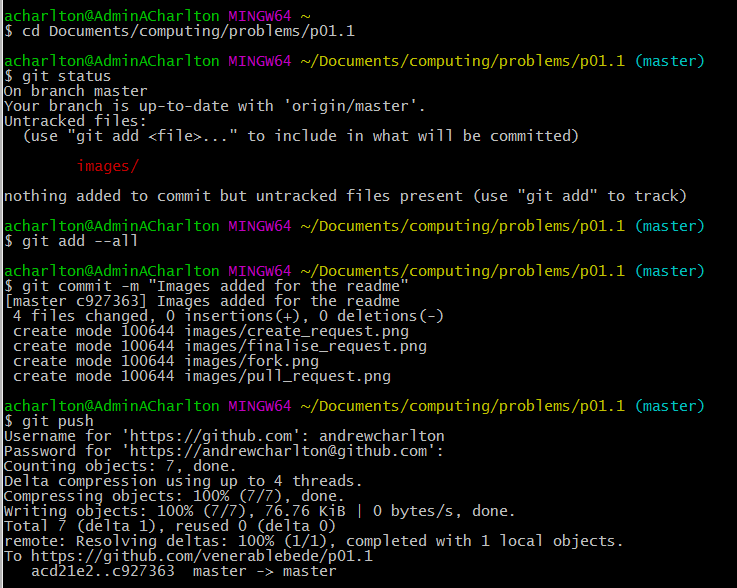 acharlton@AdminACharlton MINGW64 ~
$ cd Documents/computing/problems/p01.1
acharlton@AdminACharlton MINGW64 ~/Documents/computing/problems/p01.1 (master)
$ git status
On branch master
Your branch is up-to-date with 'origin/master'.
Untracked files:
  (use "git add <file>..." to include in what will be committed)
        images/
nothing added to commit but untracked files present (use "git add" to track)
acharlton@AdminACharlton MINGW64 ~/Documents/computing/problems/p01.1 (master)
$ git add --all
acharlton@AdminACharlton MINGW64 ~/Documents/computing/problems/p01.1 (master)
$ git commit -m "Images added for the readme"
[master c927363] Images added for the readme
 4 files changed, 0 insertions(+), 0 deletions(-)
 create mode 100644 images/create_request.png
 create mode 100644 images/finalise_request.png
 create mode 100644 images/fork.png
 create mode 100644 images/pull_request.png
acharlton@AdminACharlton MINGW64 ~/Documents/computing/problems/p01.1 (master)
$ git push
Username for 'https://github.com': andrewcharlton
Password for 'https://andrewcharlton@github.com':
Counting objects: 7, done.
Delta compression using up to 4 threads.
Compressing objects: 100% (7/7), done.
Writing objects: 100% (7/7), 76.76 KiB | 0 bytes/s, done.
Total 7 (delta 1), reused 0 (delta 0)
remote: Resolving deltas: 100% (1/1), completed with 1 local objects.
To https://github.com/venerablebede/p01.1
   acd21e2..c927363  master -> master